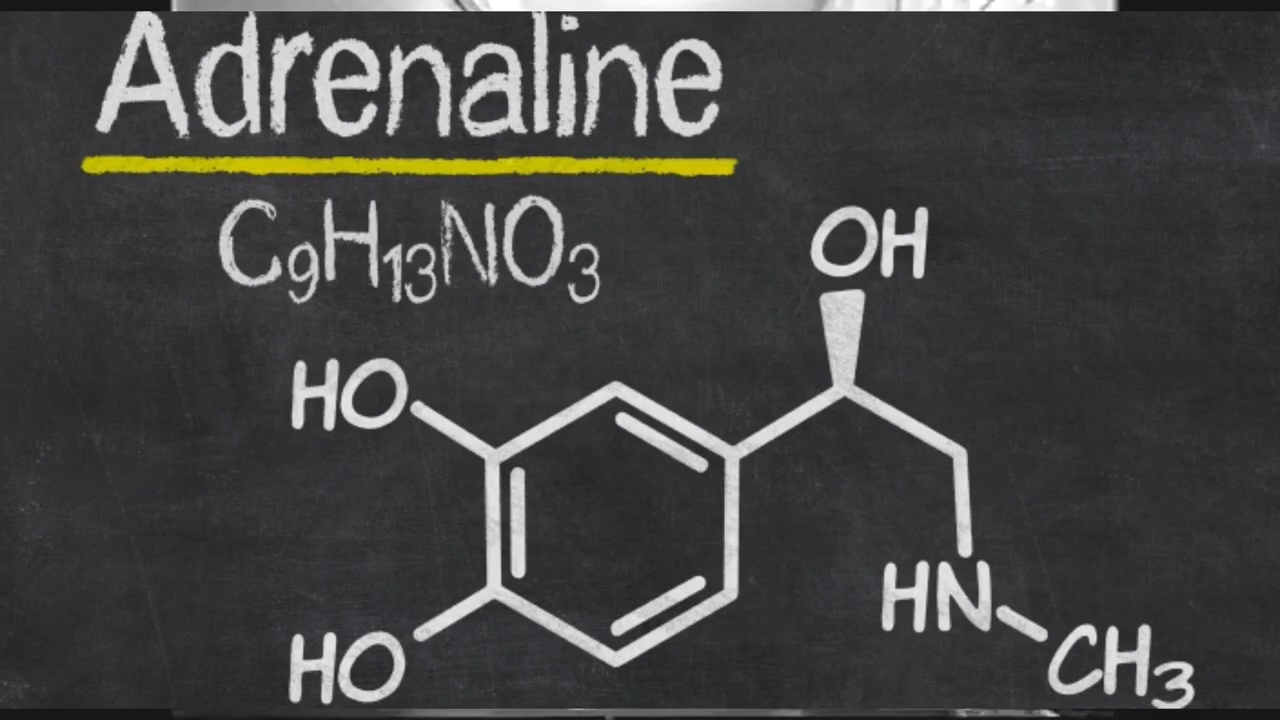 Adrenaline
C₉H₁₃NO₃
OH
HO
HN
HO
CH₃